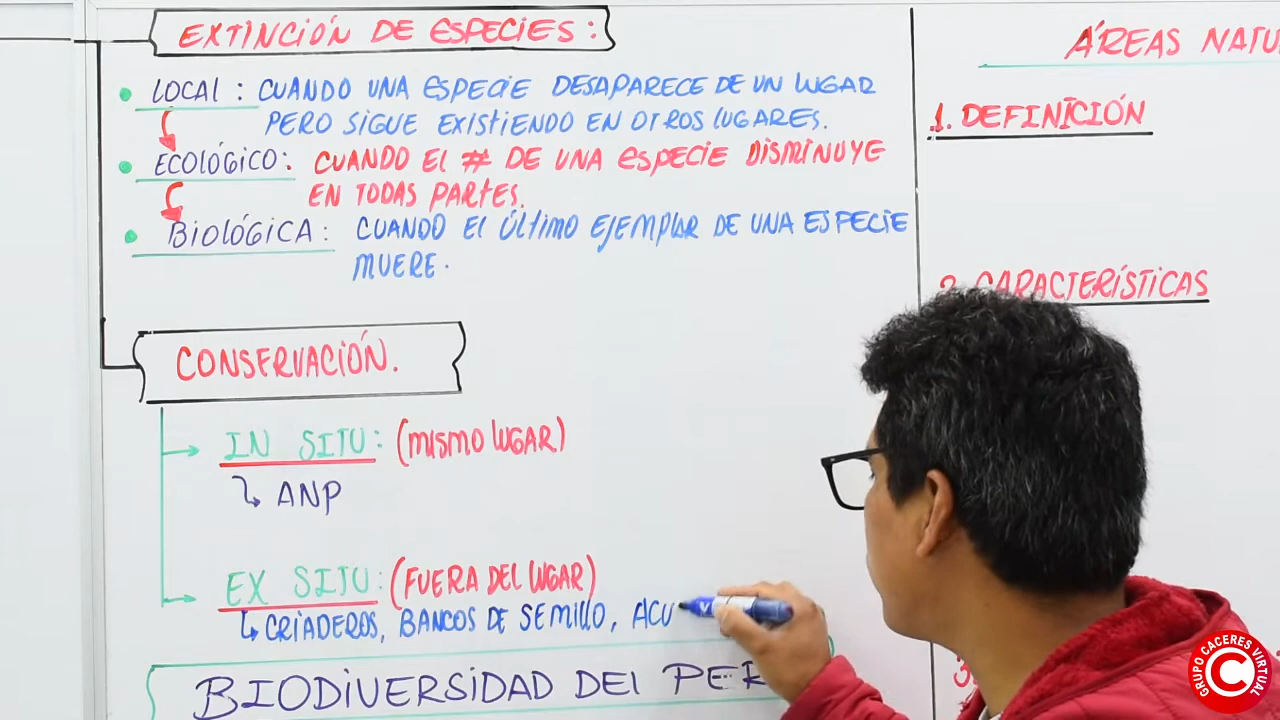 EXTINCIÓN DE ESPECIES:
• LOCAL: CUANDO UNA ESPECIE DESAPARECE DE UN LUGAR
PERO SIGUE EXISTIENDO EN OTROS LUGARES.
• ECOLÓGICO: CUANDO EL # DE UNA ESPECIE DISMINUYE
EN TODAS PARTES.
• BIOLÓGICA: CUANDO EL ÚLTIMO EJEMPLAR DE UNA ESPECIE
MUERE.
CONSERVACIÓN.
IN SITU: (MISMO LUGAR)
ANP
EX SITU: (FUERA DEL LUGAR)
CRIADEROS, BANCOS DE SEMILLO, ACU
BIODIVERSIDAD DEL PER
ÁREAS NATU
1. DEFINICIÓN
2. CARACTERÍSTICAS
3
GRUPO CACERES VIRTUAL